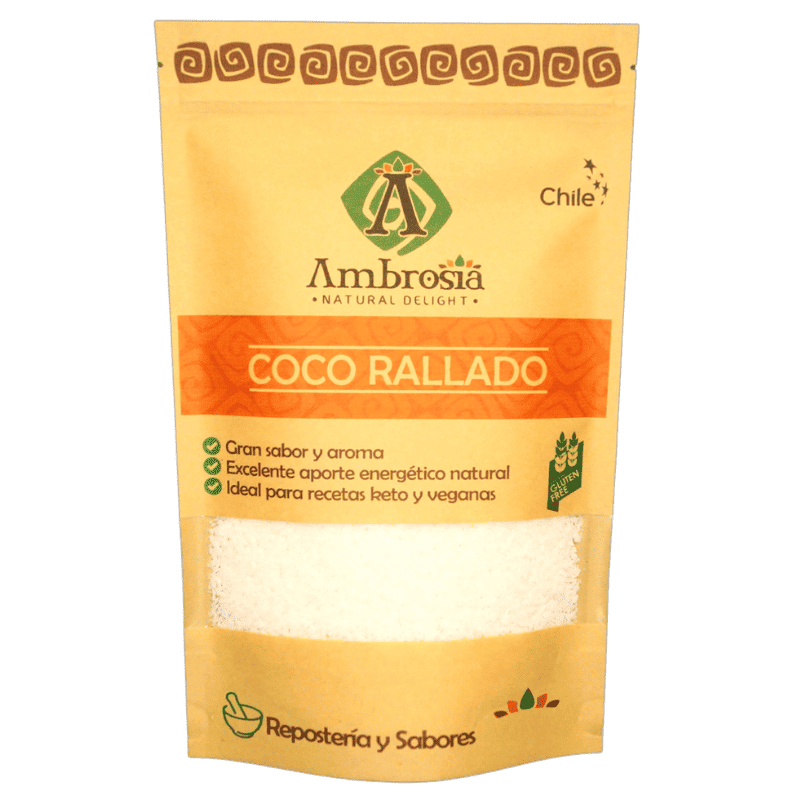 A
Chile
Ambrosia
• NATURAL DELIGHT •
COCO RALLADO
Gran sabor y aroma
Excelente aporte energético natural
Ideal para recetas keto y veganas
GLUTEN
FREE
Repostería y Sabores